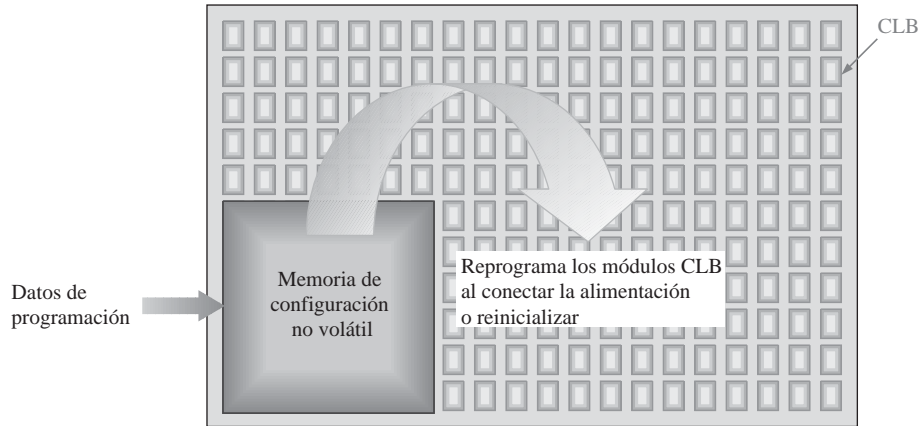 CLB
Datos de
programación
Memoria de
configuración
no volátil
Reprograma los módulos CLB
al conectar la alimentación
o reinicializar